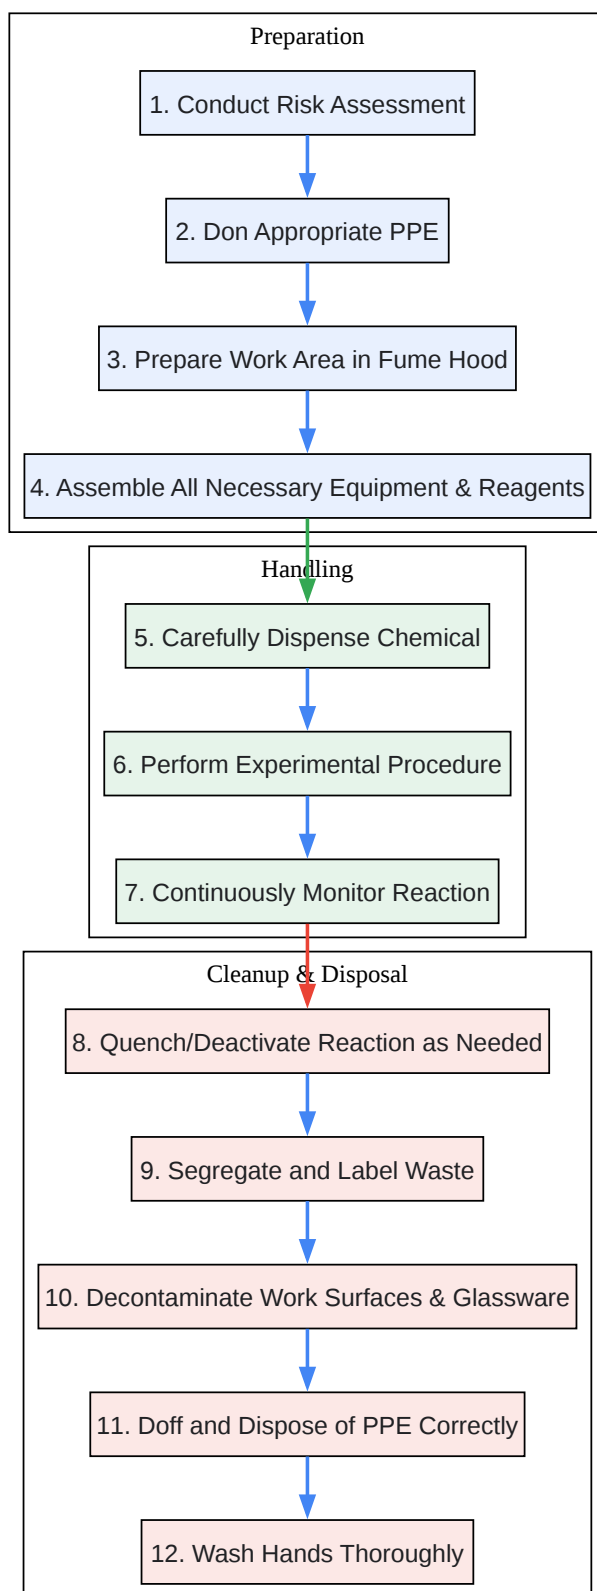 Preparation
1. Conduct Risk Assessment
2. Don Appropriate PPE
3. Prepare Work Area in Fume Hood
4. Assemble All Necessary Equipment & Reagents
Handling
5. Carefully Dispense Chemical
6. Perform Experimental Procedure
7. Continuously Monitor Reaction
Cleanup & Disposal
8. Quench/Deactivate Reaction as Needed
9. Segregate and Label Waste
10. Decontaminate Work Surfaces & Glassware
11. Doff and Dispose of PPE Correctly
12. Wash Hands Thoroughly